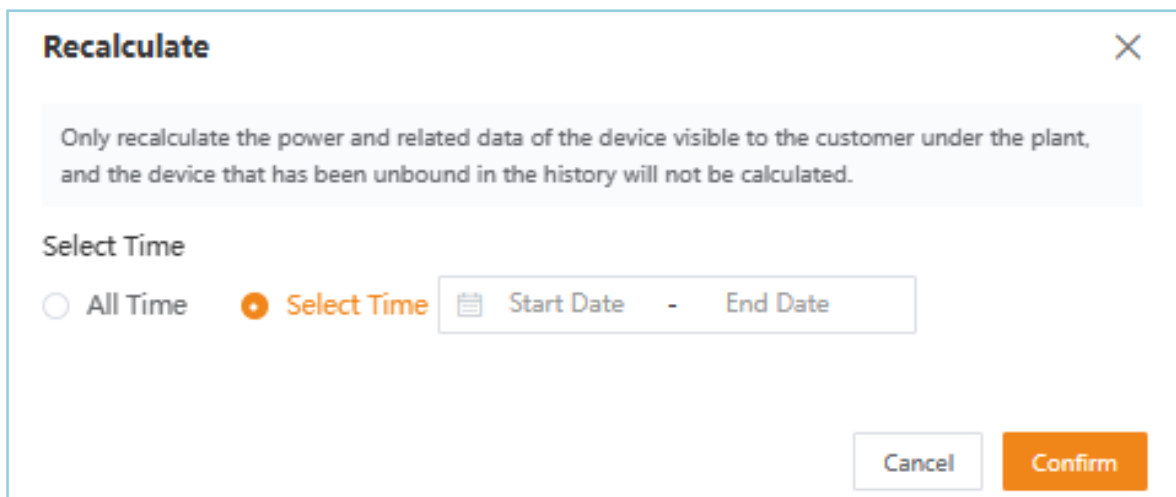 Recalculate
Only recalculate the power and related data of the device visible to the customer under the plant,
and the device that has been unbound in the history will not be calculated.
Select Time
All Time Select Time Start Date - End Date
Cancel Confirm